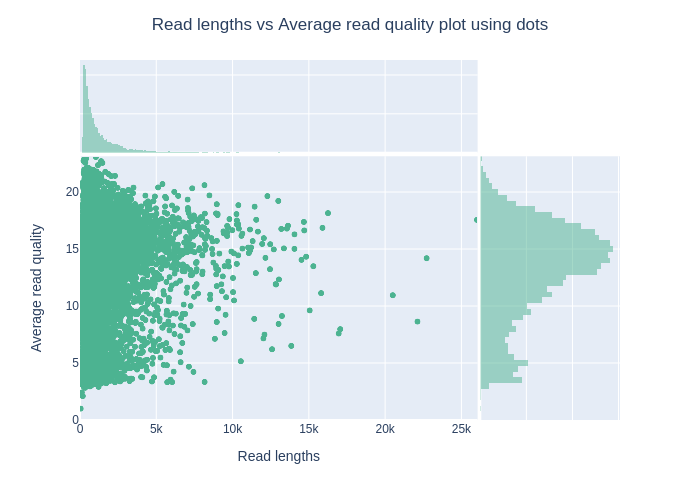 Read lengths vs Average read quality plot using dots
20
15
10
5
0
0 5k 10k 15k 20k 25k
Average read quality
Read lengths